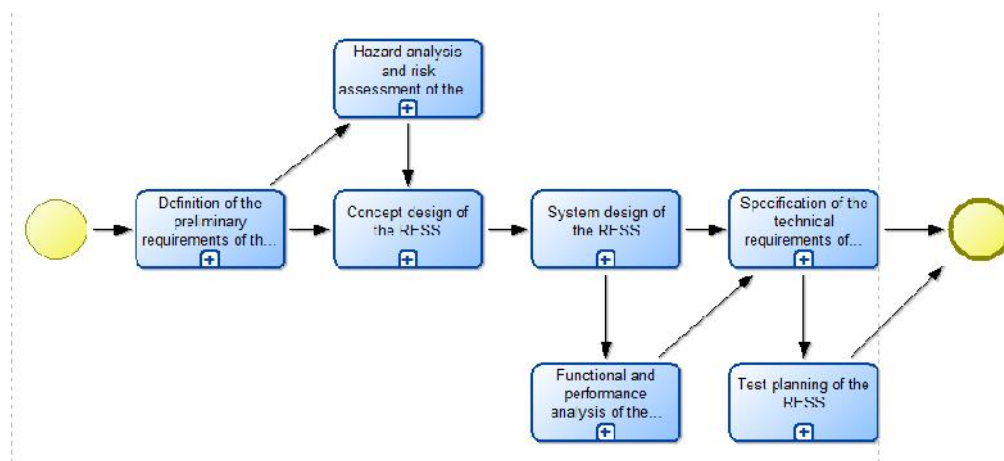 Hazard analysis
and risk
assessment of the...
Definition of the
preliminary
requirements of th...
Concept design of
the RESS
System design of
the RESS
Specification of the
technical
requirements of...
Functional and
performance
analysis of the...
Test planning of the
RESS